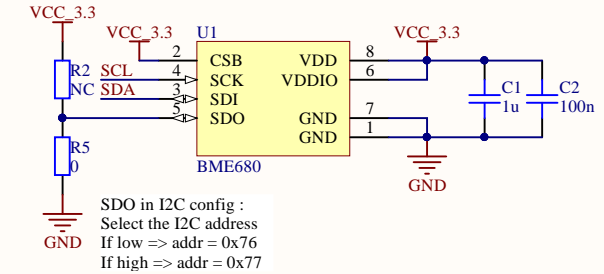 VCC_3.3
VCC_3.3
U1
VCC_3.3
2
CSB
VDD
8
R2
NC
SCL
4
SCK
VDDIO
6
SDA
3
SDI
5
SDO
GND
7
GND
1
C1
1u
C2
100n
R5
0
BME680
GND
GND
SDO in I2C config :
Select the I2C address
If low => addr = 0x76
If high => addr = 0x77